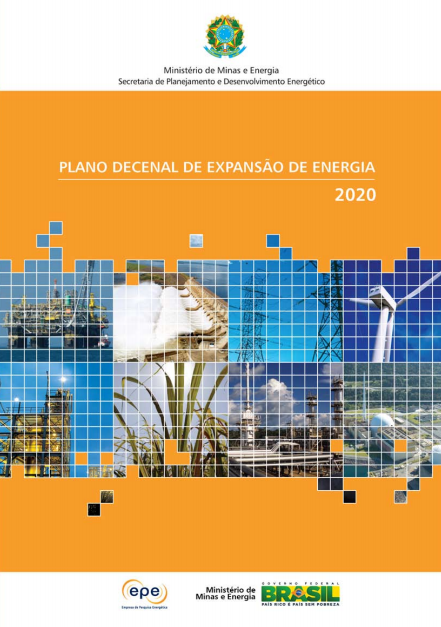 Ministério de Minas e Energia
Secretaria de Planejamento e Desenvolvimento Energético
PLANO DECENAL DE EXPANSÃO DE ENERGIA
2020
epe
Empresa de Pesquisa Energética
Ministério de
Minas e Energia
GOVERNO FEDERAL
BRASIL
PAÍS RICO É PAÍS SEM POBREZA